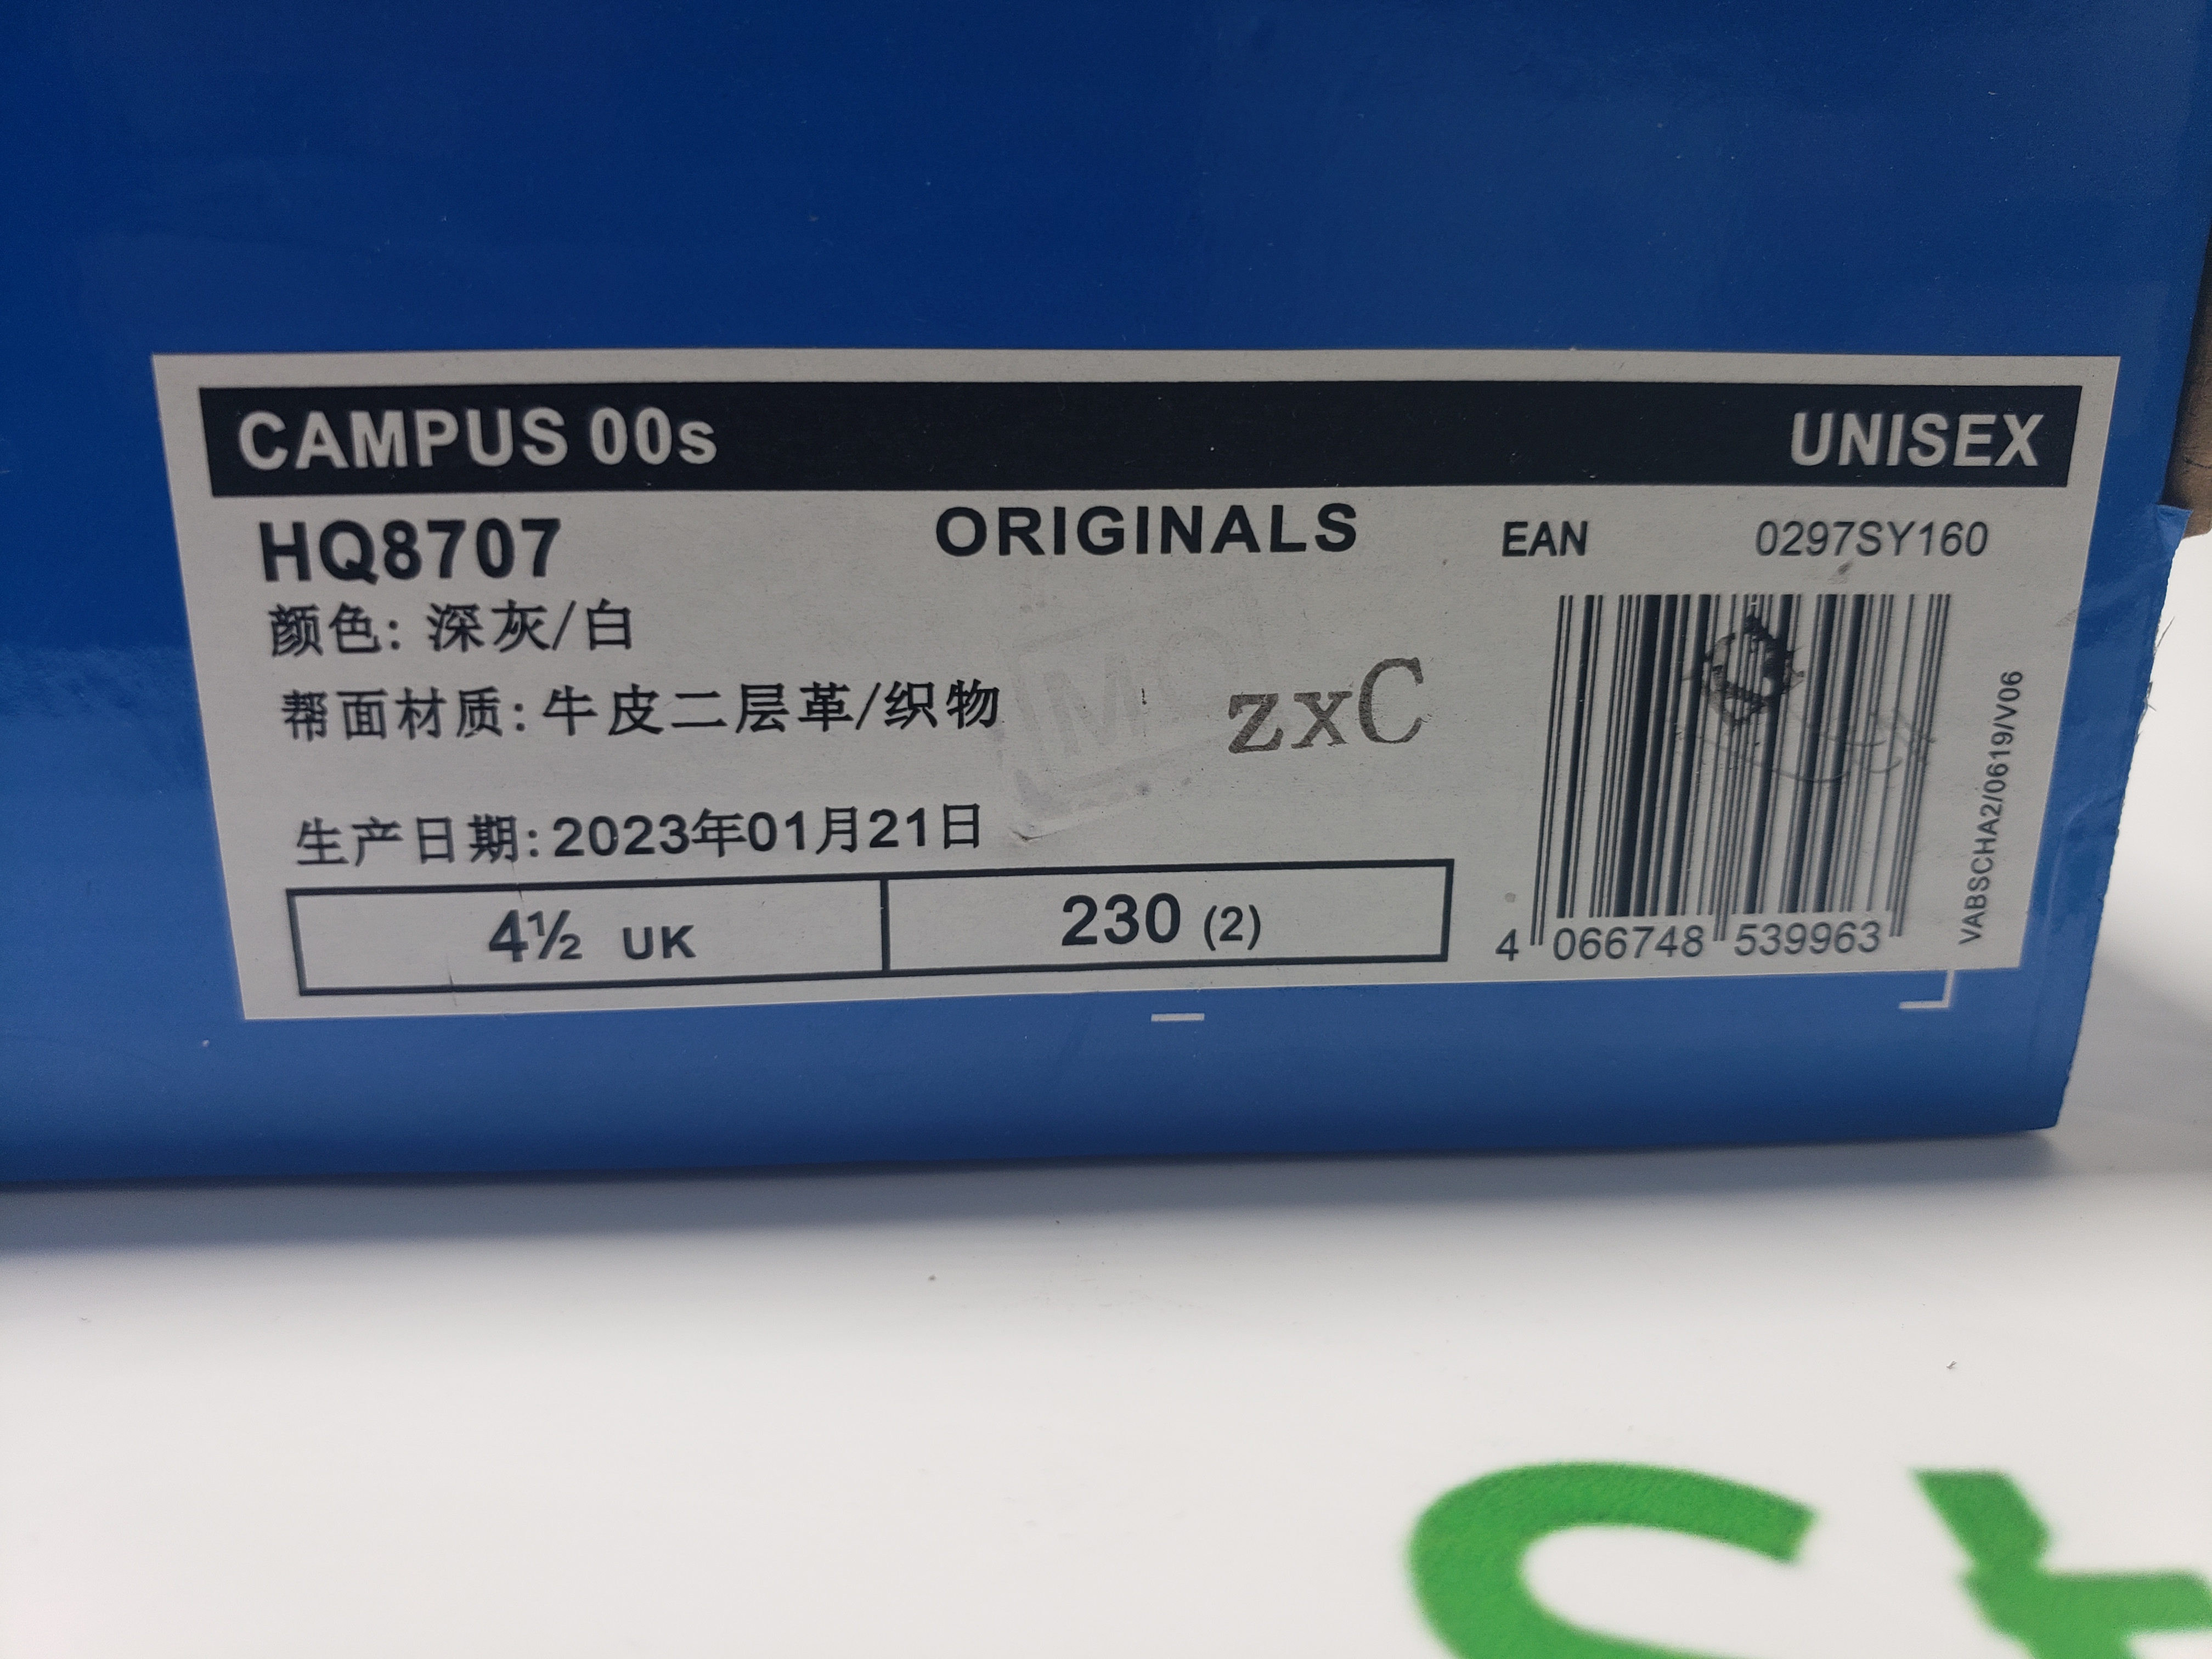 CAMPUS 00s UNISEX
HQ8707 ORIGINALS EAN 0297SY160
颜色: 深灰/白
帮面材质: 牛皮二层革/织物
zxC
生产日期: 2023年01月21日
4½ UK 230 (2)
4 066748 539963
VABSCHA2/0619/V06